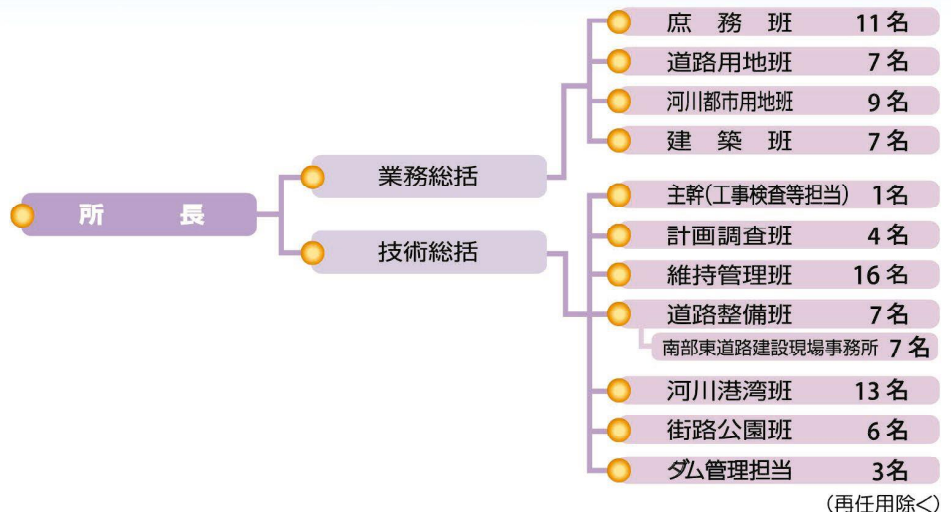 所　長
業務総括
技術総括
庶　務　班　11名
道路用地班　7名
河川都市用地班　9名
建　築　班　7名
主幹(工事検査等担当)　1名
計画調査班　4名
維持管理班　16名
道路整備班　7名
南部東道路建設現場事務所　7名
河川港湾班　13名
街路公園班　6名
ダム管理担当　3名
(再任用除く)